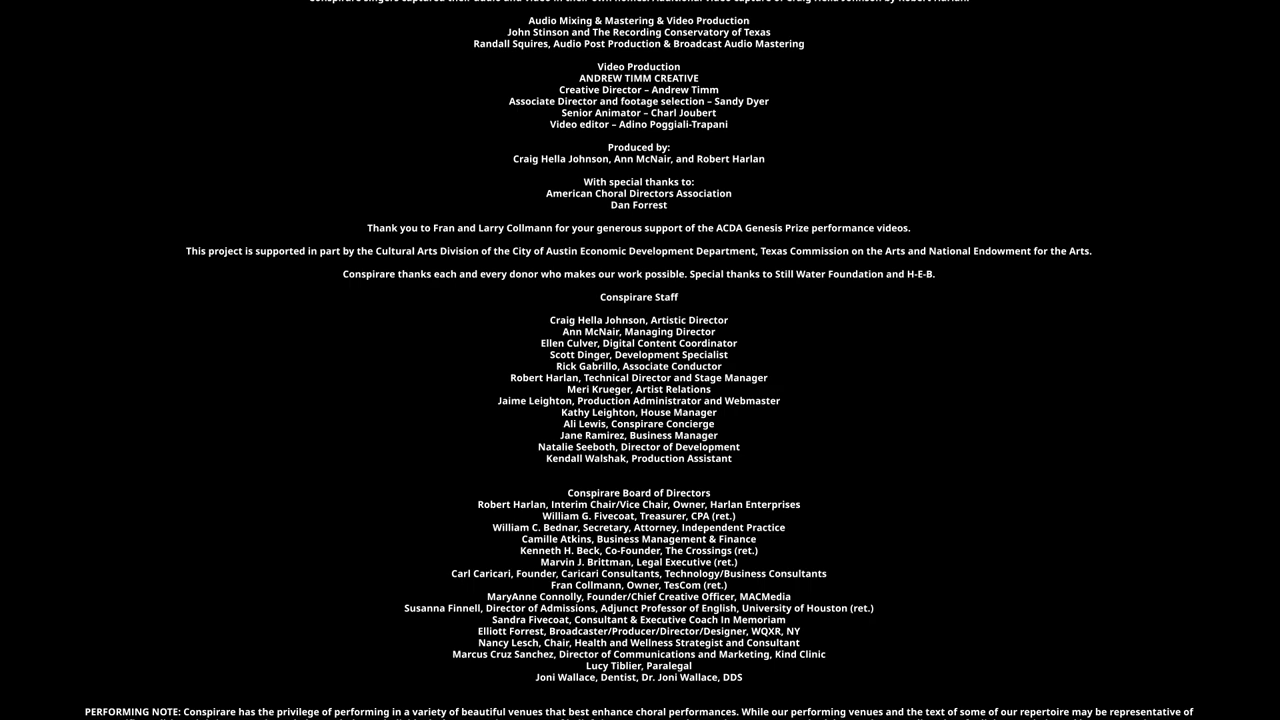 Audio Mixing & Mastering & Video Production
John Stinson and The Recording Conservatory of Texas
Randall Squires, Audio Post Production & Broadcast Audio Mastering
Video Production
ANDREW TIMM CREATIVE
Creative Director – Andrew Timm
Associate Director and footage selection – Sandy Dyer
Senior Animator – Charl Joubert
Video editor – Adino Poggiali-Trapani
Produced by:
Craig Hella Johnson, Ann McNair, and Robert Harlan
With special thanks to:
American Choral Directors Association
Dan Forrest
Thank you to Fran and Larry Collmann for your generous support of the ACDA Genesis Prize performance videos.
This project is supported in part by the Cultural Arts Division of the City of Austin Economic Development Department, Texas Commission on the Arts and National Endowment for the Arts.
Conspirare thanks each and every donor who makes our work possible. Special thanks to Still Water Foundation and H-E-B.
Conspirare Staff
Craig Hella Johnson, Artistic Director
Ann McNair, Managing Director
Ellen Culver, Digital Content Coordinator
Scott Dinger, Development Specialist
Rick Gabrillo, Associate Conductor
Robert Harlan, Technical Director and Stage Manager
Meri Krueger, Artist Relations
Jaime Leighton, Production Administrator and Webmaster
Kathy Leighton, House Manager
Ali Lewis, Conspirare Concierge
Jane Ramirez, Business Manager
Natalie Seeboth, Director of Development
Kendall Walshak, Production Assistant
Conspirare Board of Directors
Robert Harlan, Interim Chair/Vice Chair, Owner, Harlan Enterprises
William G. Fivecoat, Treasurer, CPA (ret.)
William C. Bednar, Secretary, Attorney, Independent Practice
Camille Atkins, Business Management & Finance
Kenneth H. Beck, Co-Founder, The Crossings (ret.)
Marvin J. Brittman, Legal Executive (ret.)
Carl Caricari, Founder, Caricari Consultants, Technology/Business Consultants
Fran Collmann, Owner, TesCom (ret.)
MaryAnne Connolly, Founder/Chief Creative Officer, MACMedia
Susanna Finnell, Director of Admissions, Adjunct Professor of English, University of Houston (ret.)
Sandra Fivecoat, Consultant & Executive Coach In Memoriam
Elliott Forrest, Broadcaster/Producer/Director/Designer, WQXR, NY
Nancy Lesch, Chair, Health and Wellness Strategist and Consultant
Marcus Cruz Sanchez, Director of Communications and Marketing, Kind Clinic
Lucy Tiblier, Paralegal
Joni Wallace, Dentist, Dr. Joni Wallace, DDS
PERFORMING NOTE: Conspirare has the privilege of performing in a variety of beautiful venues that best enhance choral performances. While our performing venues and the text of some of our repertoire may be representative of